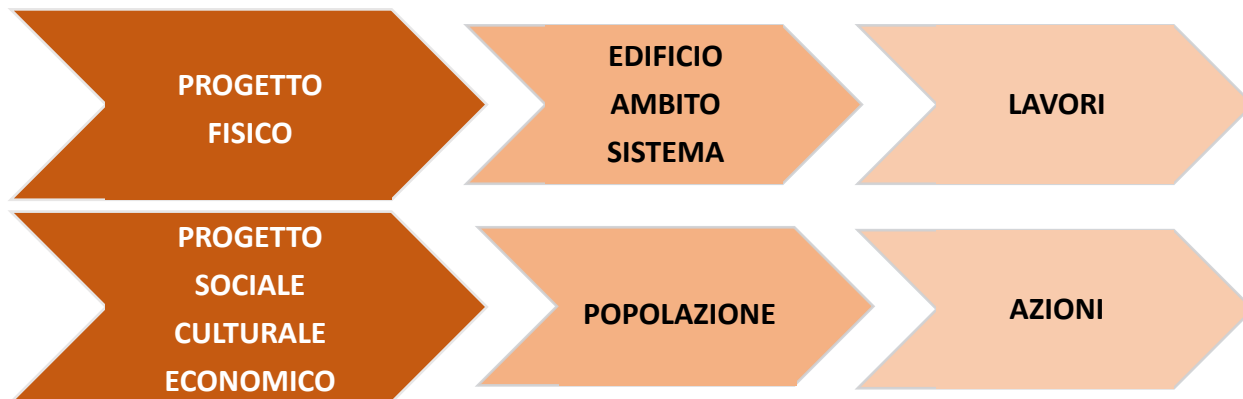 PROGETTO
FISICO
EDIFICIO
AMBITO
SISTEMA
LAVORI
PROGETTO
SOCIALE
CULTURALE
ECONOMICO
POPOLAZIONE
AZIONI